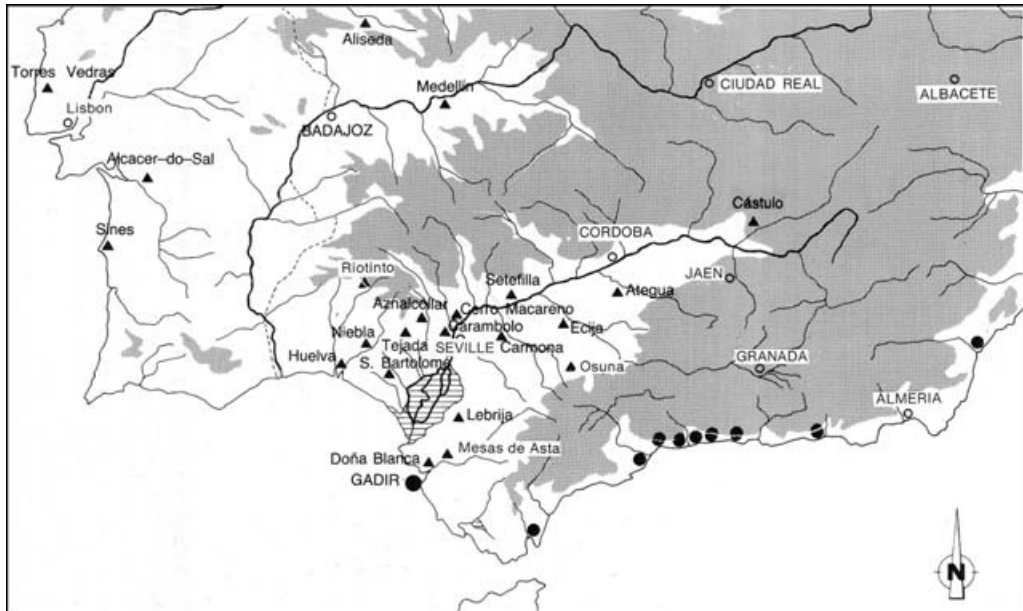 Aliseda
Torres Vedras
Lisbon
Medellín
CIUDAD REAL
ALBACETE
BADAJOZ
Alcacer-do-Sal
Sines
Cástulo
CORDOBA
Riotinto
JAEN
Setefilla
Ategua
Aznalcollar
Cerro Macareno
Niebla
Tejada
Carambolo
Ecija
SEVILLE
Carmona
Huelva
S. Bartolomé
Osuna
GRANADA
ALMERIA
Lebrija
Mesas de Asta
Doña Blanca
GADIR
N